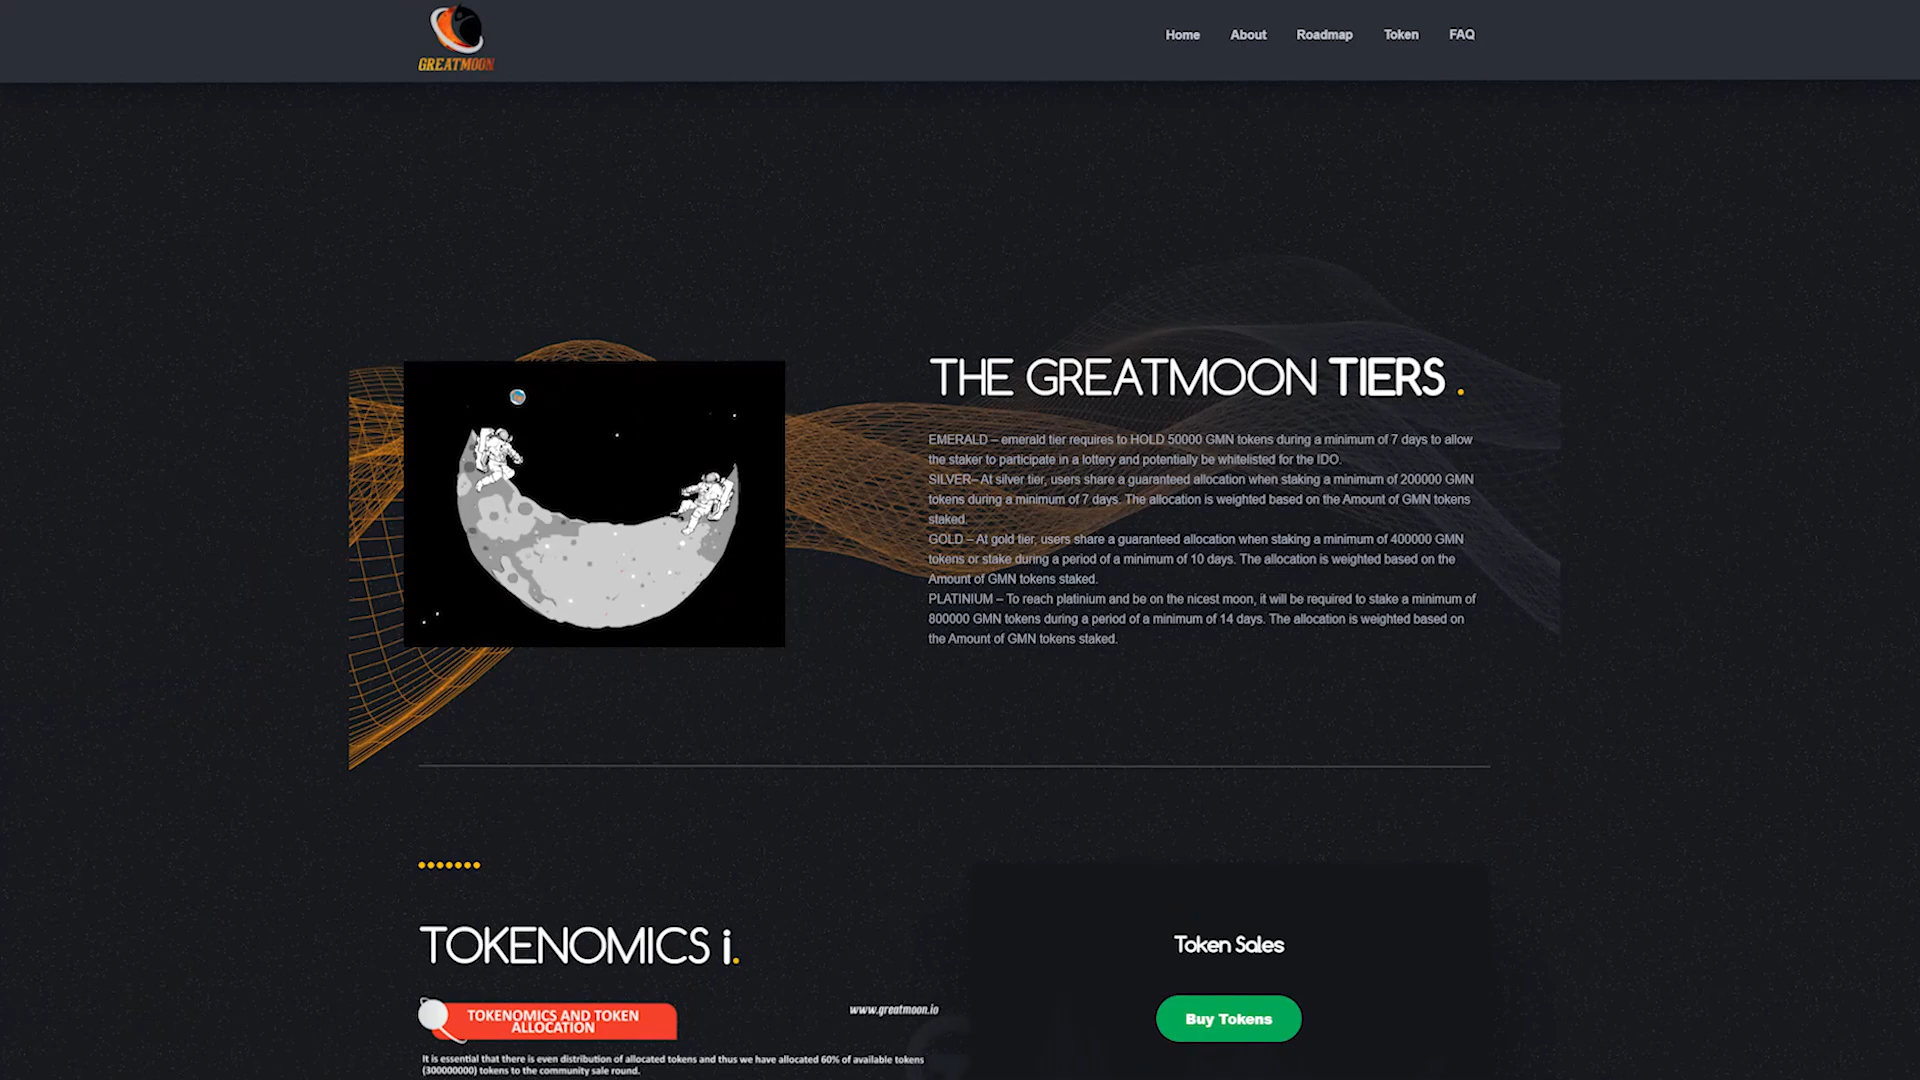 GREATMOON
Home
About
Roadmap
Token
FAQ
THE GREATMOON TIERS .
EMERALD – emerald tier requires to HOLD 50000 GMN tokens during a minimum of 7 days to allow
the staker to participate in a lottery and potentially be whitelisted for the IDO.
SILVER– At silver tier, users share a guaranteed allocation when staking a minimum of 200000 GMN
tokens during a minimum of 7 days. The allocation is weighted based on the Amount of GMN tokens
staked.
GOLD – At gold tier, users share a guaranteed allocation when staking a minimum of 400000 GMN
tokens or stake during a period of a minimum of 10 days. The allocation is weighted based on the
Amount of GMN tokens staked.
PLATINIUM – To reach platinium and be on the nicest moon, it will be required to stake a minimum of
800000 GMN tokens during a period of a minimum of 14 days. The allocation is weighted based on
the Amount of GMN tokens staked.
TOKENOMICS i.
TOKENOMICS AND TOKEN
ALLOCATION
www.greatmoon.io
It is essential that there is even distribution of allocated tokens and thus we have allocated 60% of available tokens
(300000000) tokens to the community sale round.
Token Sales
Buy Tokens